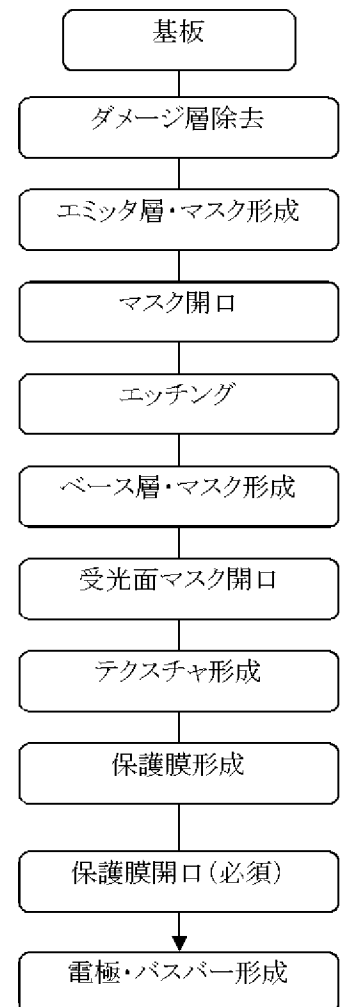 基板
ダメージ層除去
エミッタ層・マスク形成
マスク開口
エッチング
ベース層・マスク形成
受光面マスク開口
テクスチャ形成
保護膜形成
保護膜開口(必須)
電極・バスバー形成